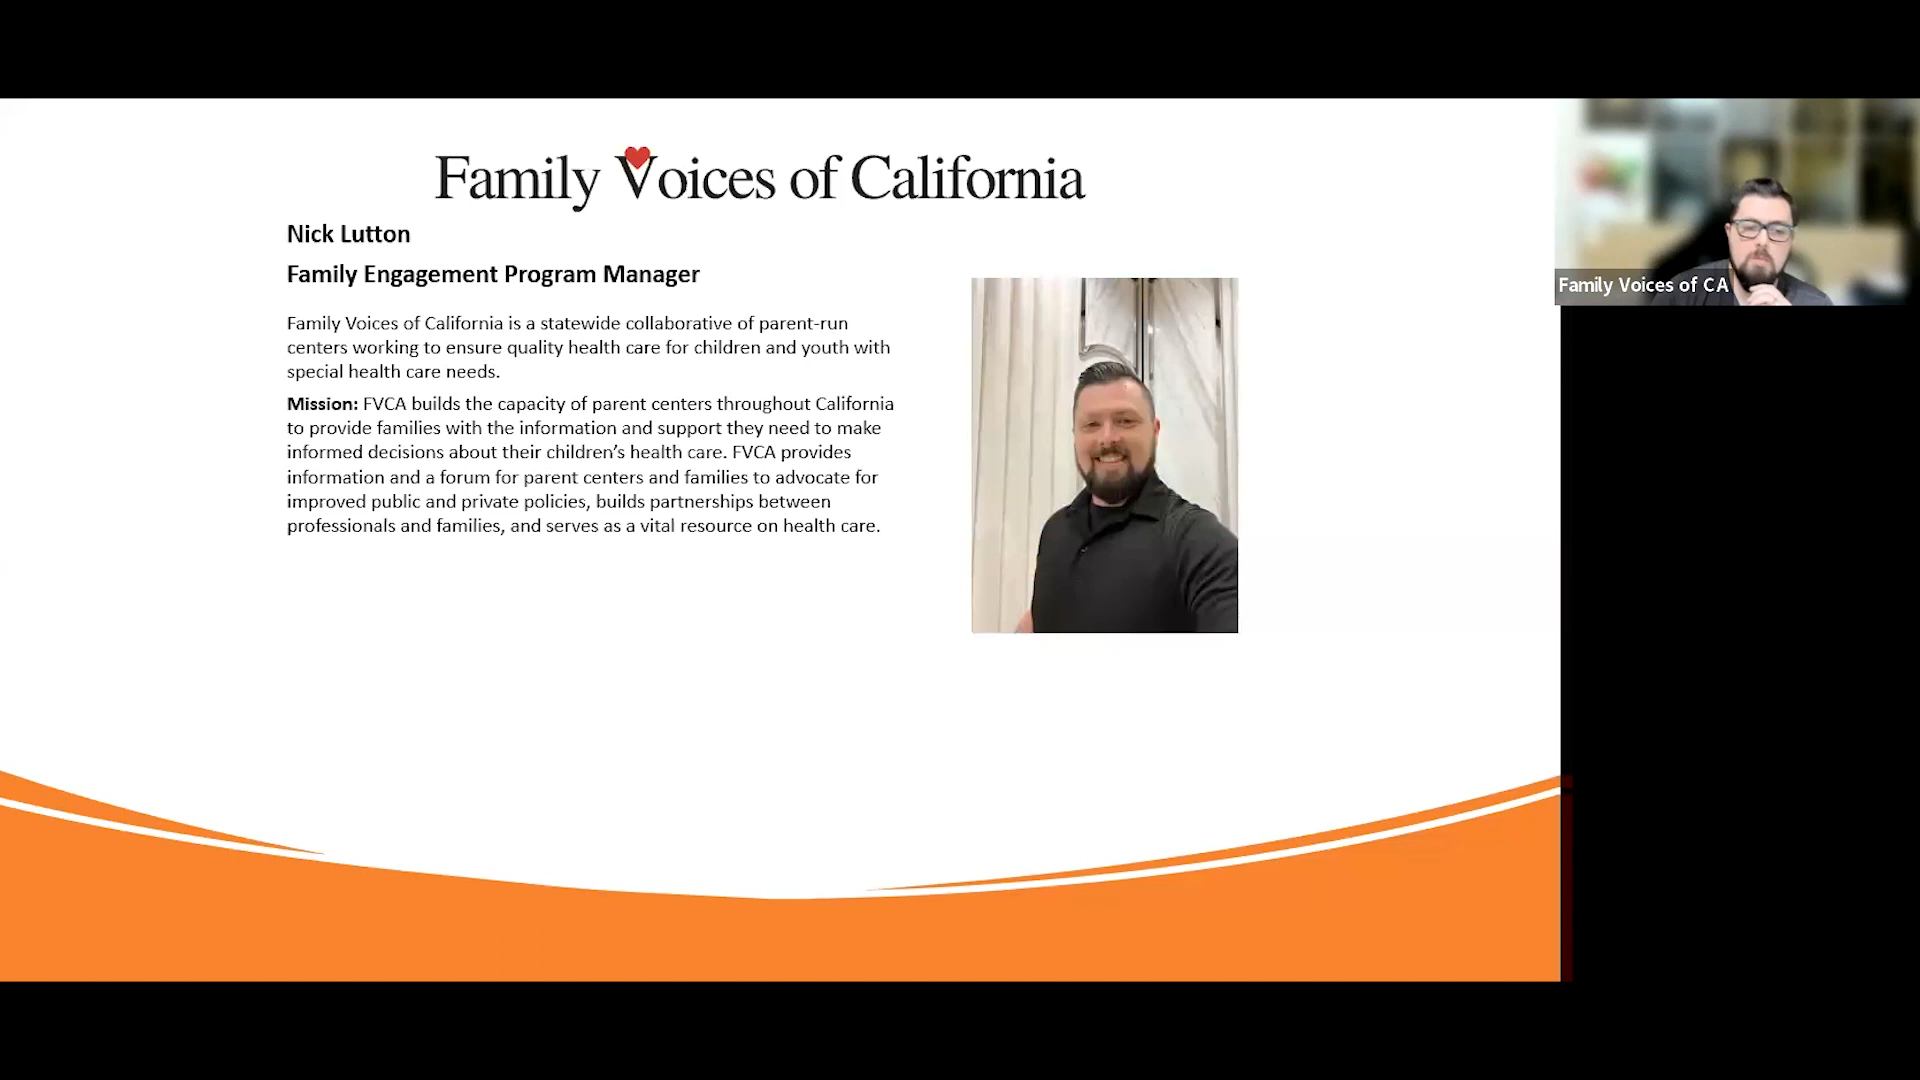 Family Voices of California
Nick Lutton
Family Engagement Program Manager
Family Voices of California is a statewide collaborative of parent-run
centers working to ensure quality health care for children and youth with
special health care needs.
Mission: FVCA builds the capacity of parent centers throughout California
to provide families with the information and support they need to make
informed decisions about their children’s health care. FVCA provides
information and a forum for parent centers and families to advocate for
improved public and private policies, builds partnerships between
professionals and families, and serves as a vital resource on health care.
Family Voices of CA